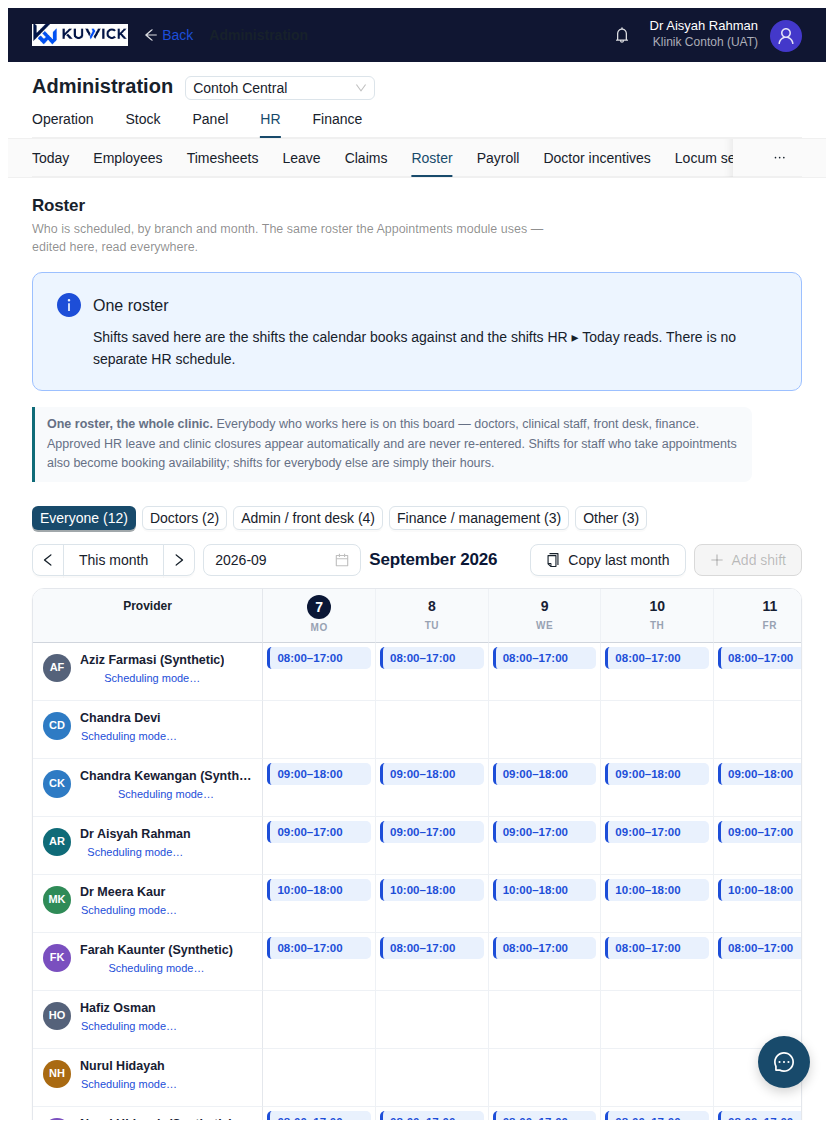 KUWICK
Back
Administration
Dr Aisyah Rahman
Klinik Contoh (UAT)
Administration
Contoh Central
Operation Stock Panel HR Finance
Today Employees Timesheets Leave Claims Roster Payroll Doctor incentives Locum se ...
Roster
Who is scheduled, by branch and month. The same roster the Appointments module uses —
edited here, read everywhere.
One roster
Shifts saved here are the shifts the calendar books against and the shifts HR ▸ Today reads. There is no
separate HR schedule.
One roster, the whole clinic. Everybody who works here is on this board — doctors, clinical staff, front desk, finance.
Approved HR leave and clinic closures appear automatically and are never re-entered. Shifts for staff who take appointments
also become booking availability; shifts for everybody else are simply their hours.
Everyone (12) Doctors (2) Admin / front desk (4) Finance / management (3) Other (3)
This month 2026-09 September 2026 Copy last month Add shift
Provider 7 8 9 10 11
MO TU WE TH FR
AF Aziz Farmasi (Synthetic) 08:00–17:00 08:00–17:00 08:00–17:00 08:00–17:00 08:00–17:00
Scheduling mode…
CD Chandra Devi
Scheduling mode…
CK Chandra Kewangan (Synth… 09:00–18:00 09:00–18:00 09:00–18:00 09:00–18:00 09:00–18:00
Scheduling mode…
AR Dr Aisyah Rahman 09:00–17:00 09:00–17:00 09:00–17:00 09:00–17:00 09:00–17:00
Scheduling mode…
MK Dr Meera Kaur 10:00–18:00 10:00–18:00 10:00–18:00 10:00–18:00 10:00–18:00
Scheduling mode…
FK Farah Kaunter (Synthetic) 08:00–17:00 08:00–17:00 08:00–17:00 08:00–17:00 08:00–17:00
Scheduling mode…
HO Hafiz Osman
Scheduling mode…
NH Nurul Hidayah
Scheduling mode…